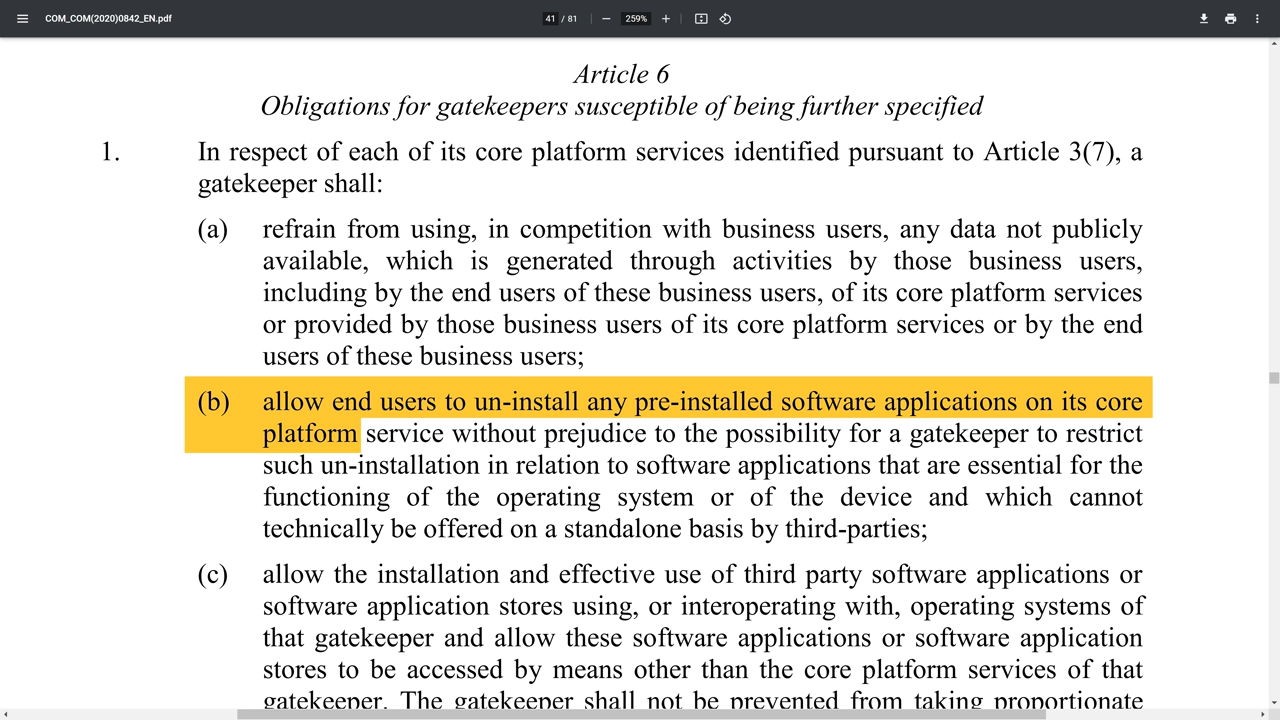 COM_COM(2020)0842_EN.pdf
41 / 81
259%
Article 6
Obligations for gatekeepers susceptible of being further specified
1. In respect of each of its core platform services identified pursuant to Article 3(7), a
gatekeeper shall:
(a) refrain from using, in competition with business users, any data not publicly
available, which is generated through activities by those business users,
including by the end users of these business users, of its core platform services
or provided by those business users of its core platform services or by the end
users of these business users;
(b) allow end users to un-install any pre-installed software applications on its core
platform service without prejudice to the possibility for a gatekeeper to restrict
such un-installation in relation to software applications that are essential for the
functioning of the operating system or of the device and which cannot
technically be offered on a standalone basis by third-parties;
(c) allow the installation and effective use of third party software applications or
software application stores using, or interoperating with, operating systems of
that gatekeeper and allow these software applications or software application
stores to be accessed by means other than the core platform services of that
gatekeeper. The gatekeeper shall not be prevented from taking proportionate